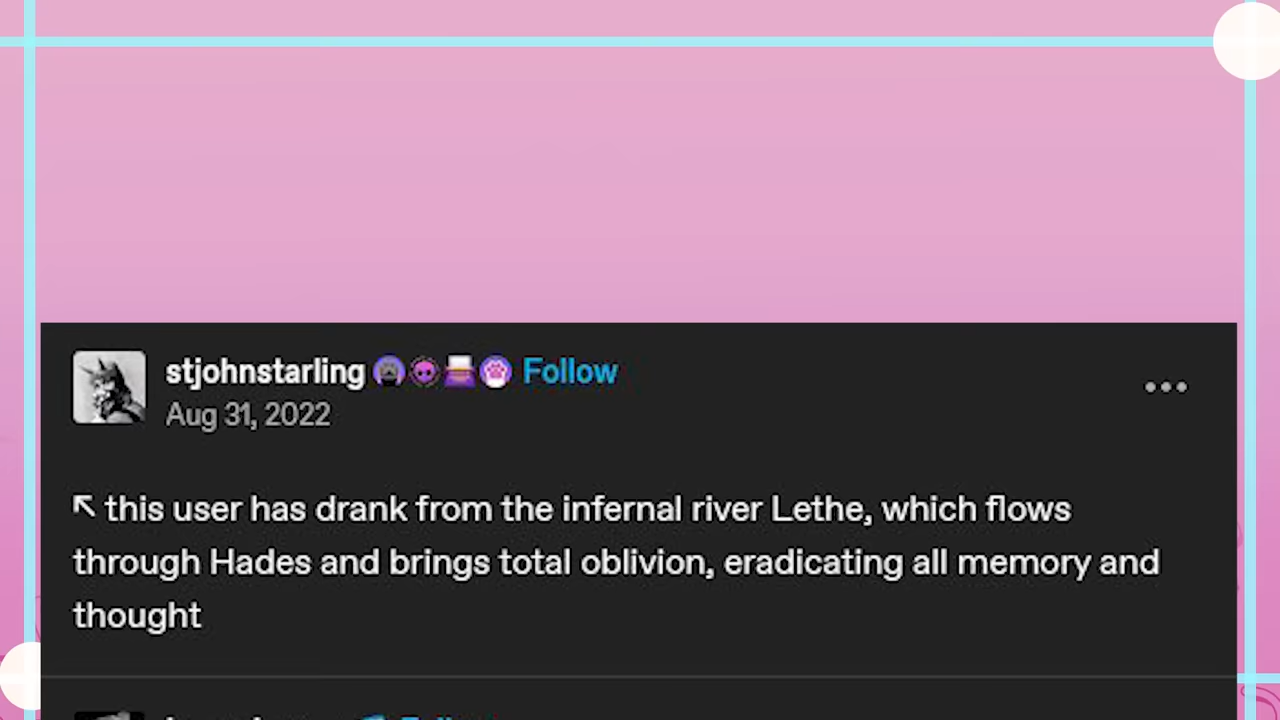 stjohnstarling Follow
Aug 31, 2022
↖ this user has drank from the infernal river Lethe, which flows
through Hades and brings total oblivion, eradicating all memory and
thought